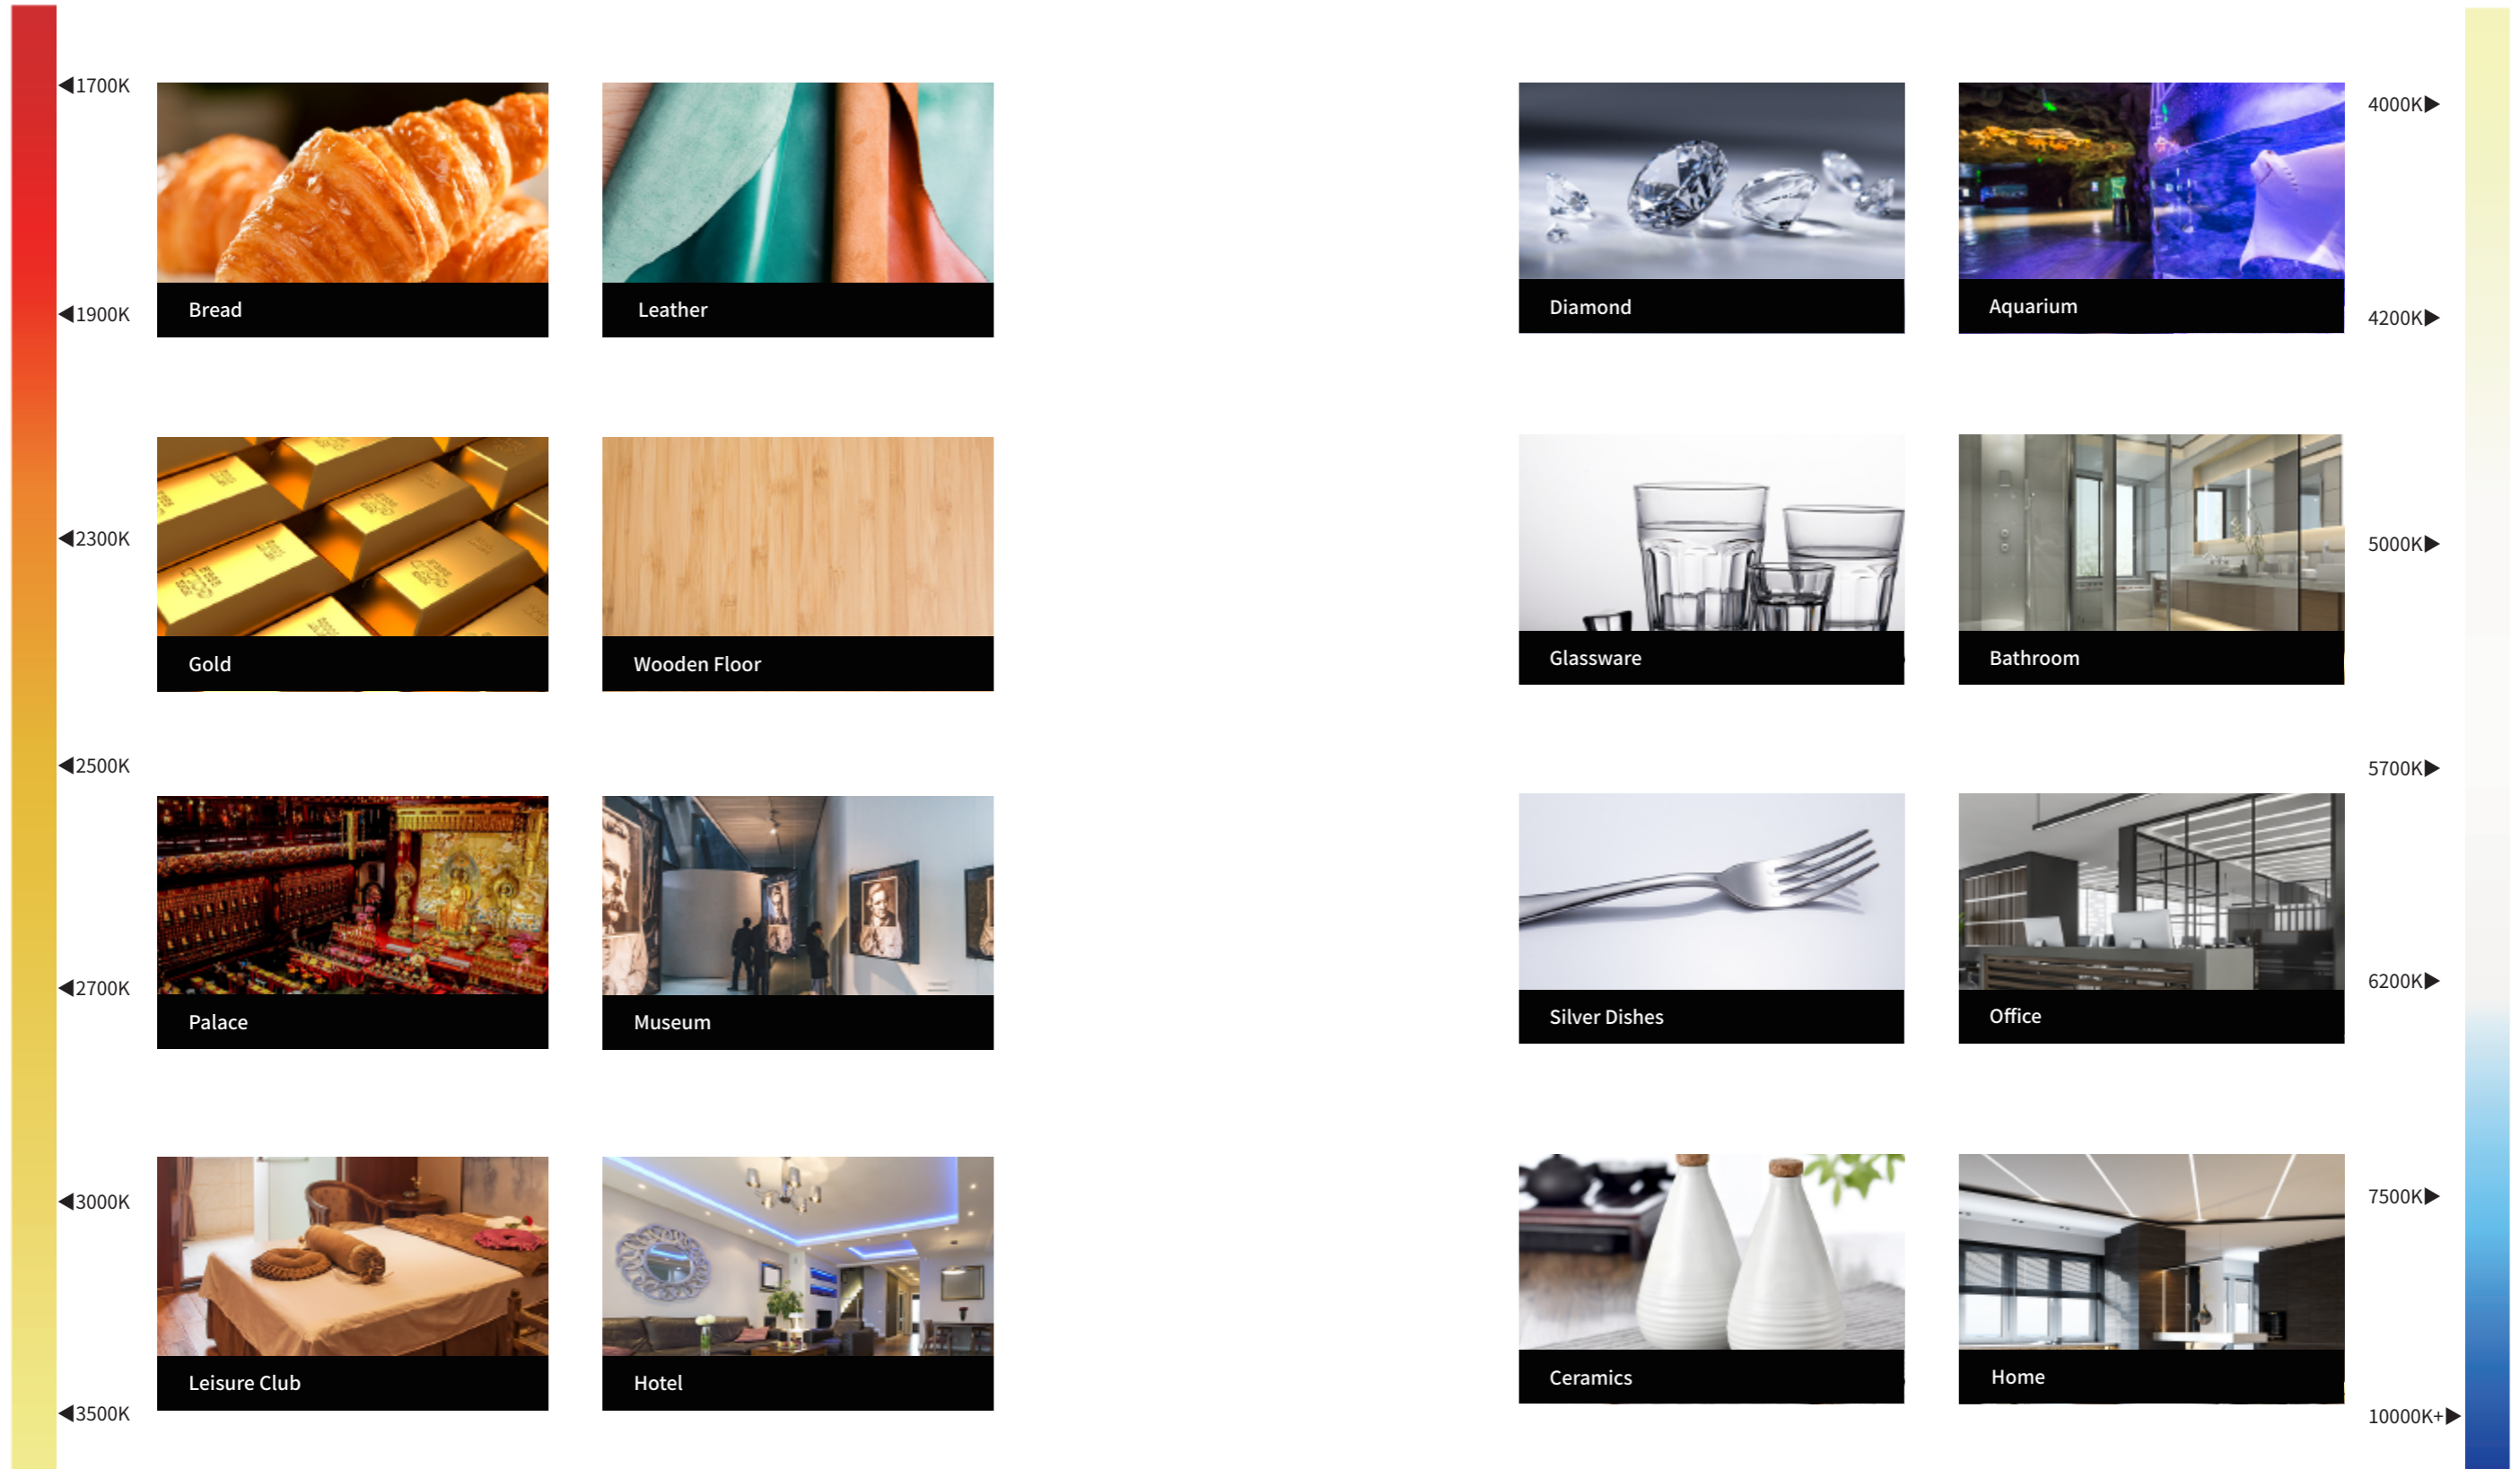 1700K
1900K
2300K
2500K
2700K
3000K
3500K
Bread
Leather
Gold
Wooden Floor
Palace
Museum
Leisure Club
Hotel
Diamond
Aquarium
Glassware
Bathroom
Silver Dishes
Office
Ceramics
Home
4000K
4200K
5000K
5700K
6200K
7500K
10000K+